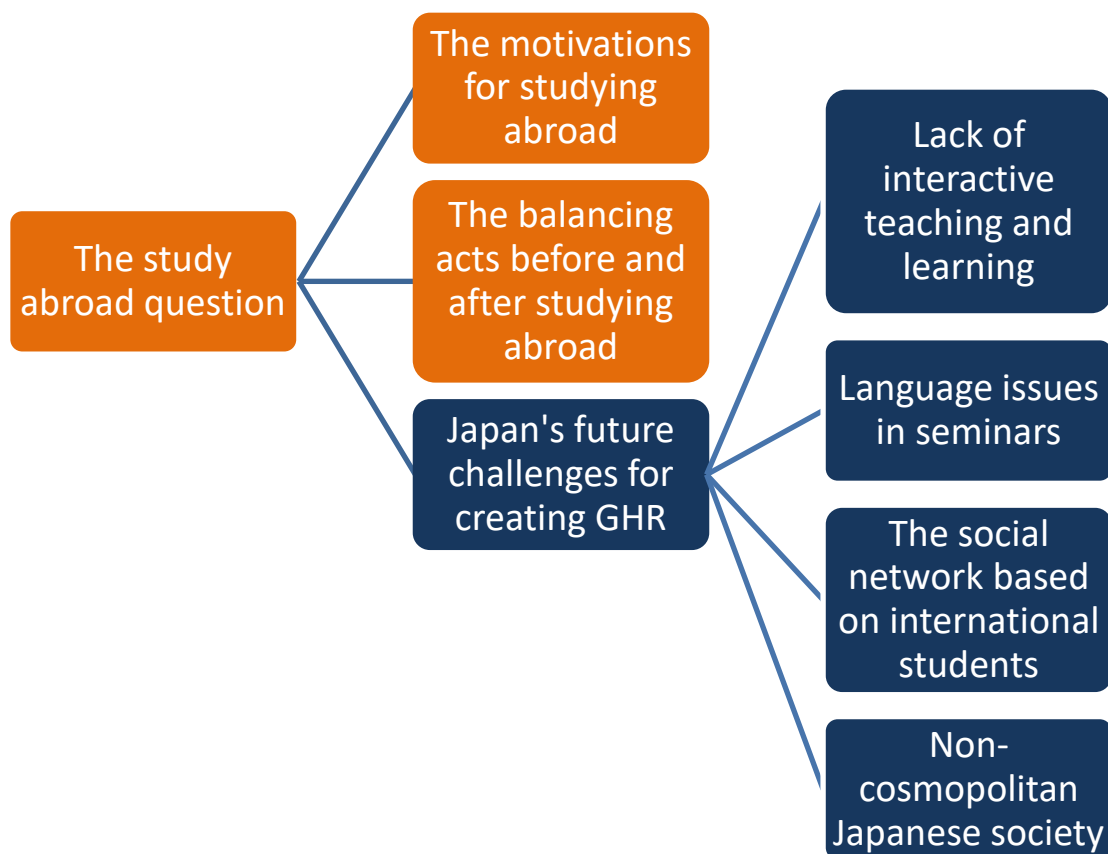 The study
abroad question
The motivations
for studying
abroad
The balancing
acts before and
after studying
abroad
Japan's future
challenges for
creating GHR
Lack of
interactive
teaching and
learning
Language issues
in seminars
The social
network based
on international
students
Non-
cosmopolitan
Japanese society